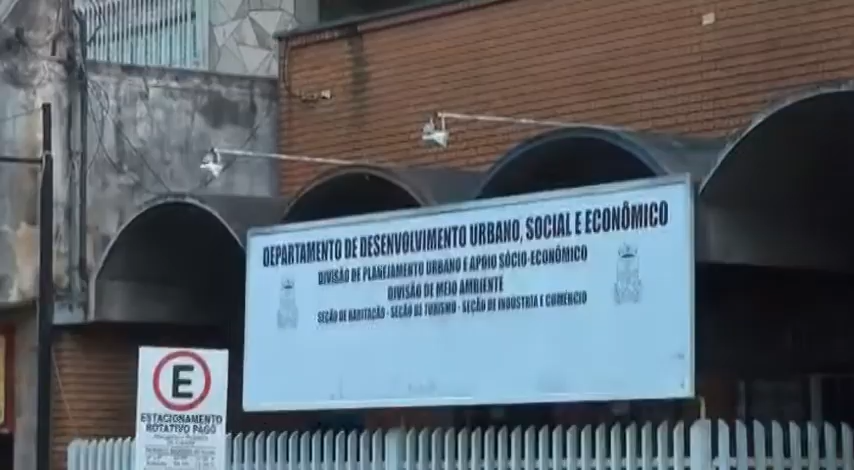 DEPARTAMENTO DE DESENVOLVIMENTO URBANO, SOCIAL E ECONÔMICO
DIVISÃO DE PLANEJAMENTO URBANO E APOIO SÓCIO-ECONÔMICO
DIVISÃO DE MEIO AMBIENTE
SEÇÃO DE HABITAÇÃO - SEÇÃO DE TURISMO - SEÇÃO DE INDÚSTRIA E COMÉRCIO
E
ESTACIONAMENTO
ROTATIVO PAGO